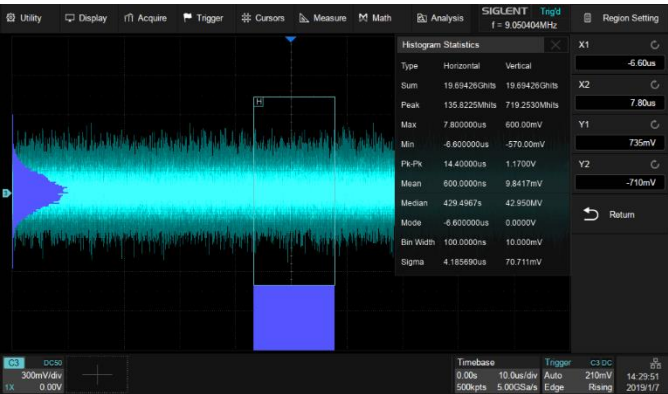 Utility Display Acquire Trigger Cursors Measure Math Analysis SIGLENT Trig'd
f = 9.050404MHz
Region Setting
Histogram Statistics
Type Horizontal Vertical
Sum 19.69426Ghits 19.69426Ghits
Peak 135.8225Mhits 719.2530Mhits
Max 7.800000us 600.00mV
Min -6.600000us -570.00mV
Pk-Pk 14.40000us 1.1700V
Mean 600.0000ns 9.8417mV
Median 429.4967s 42.950MV
Mode -6.600000us 0.0000V
Bin Width 100.0000ns 10.000mV
Sigma 4.185690us 70.711mV
H
3
X1
-6.60us
X2
7.80us
Y1
735mV
Y2
-710mV
Return
C3 DC50
300mV/div
1X 0.00V
Timebase
0.00s 10.0us/div
500kpts 5.00GSa/s
Trigger C3 DC
Auto 210mV
Edge Rising
14:29:51
2019/1/7